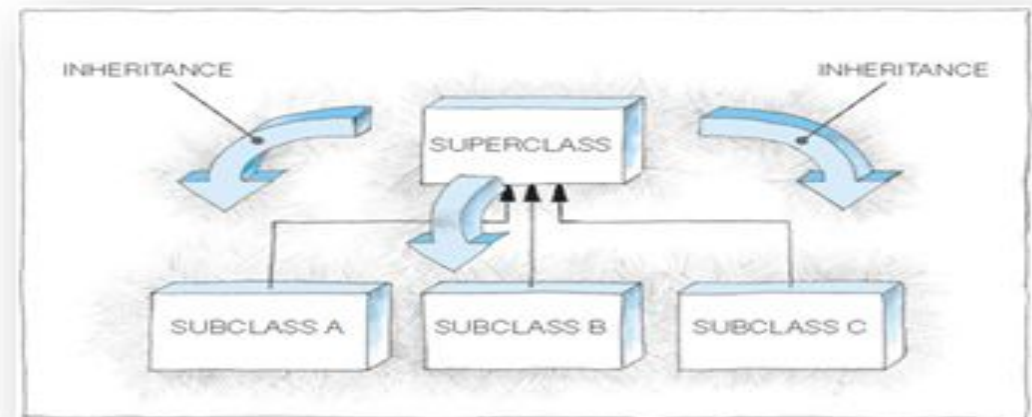 INHERITANCE
INHERITANCE
SUPERCLASS
SUBCLASS A
SUBCLASS B
SUBCLASS C